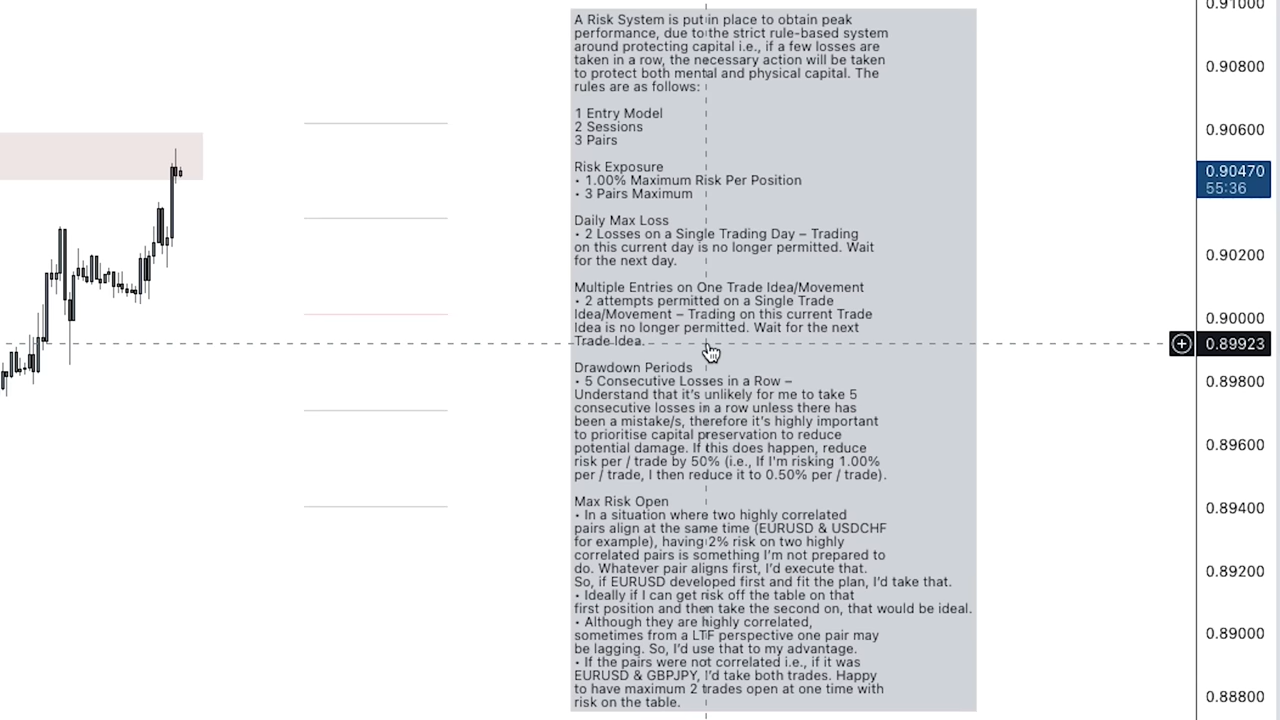 A Risk System is put in place to obtain peak
performance, due to the strict rule-based system
around protecting capital i.e., if a few losses are
taken in a row, the necessary action will be taken
to protect both mental and physical capital. The
rules are as follows:
1 Entry Model
2 Sessions
3 Pairs
Risk Exposure
• 1.00% Maximum Risk Per Position
• 3 Pairs Maximum
Daily Max Loss
• 2 Losses on a Single Trading Day – Trading
on this current day is no longer permitted. Wait
for the next day.
Multiple Entries on One Trade Idea/Movement
• 2 attempts permitted on a Single Trade
Idea/Movement – Trading on this current Trade
Idea is no longer permitted. Wait for the next
Trade Idea.
Drawdown Periods
• 5 Consecutive Losses in a Row –
Understand that it's unlikely for me to take 5
consecutive losses in a row unless there has
been a mistake/s, therefore it's highly important
to prioritise capital preservation to reduce
potential damage. If this does happen, reduce
risk per / trade by 50% (i.e., If I'm risking 1.00%
per / trade, I then reduce it to 0.50% per / trade).
Max Risk Open
• In a situation where two highly correlated
pairs align at the same time (EURUSD & USDCHF
for example), having 2% risk on two highly
correlated pairs is something I'm not prepared to
do. Whatever pair aligns first, I'd execute that.
So, if EURUSD developed first and fit the plan, I'd take that.
• Ideally if I can get risk off the table on that
first position and then take the second on, that would be ideal.
• Although they are highly correlated,
sometimes from a LTF perspective one pair may
be lagging. So, I'd use that to my advantage.
• If the pairs were not correlated i.e., if it was
EURUSD & GBPJPY, I'd take both trades. Happy
to have maximum 2 trades open at one time with
risk on the table.
0.91000
0.90800
0.90600
0.90470
55:36
0.90200
0.90000
0.89923
0.89800
0.89600
0.89400
0.89200
0.89000
0.88800